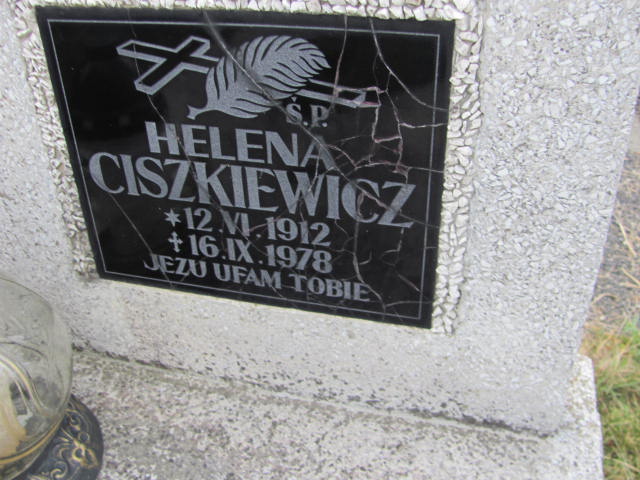 Ś.P.
HELENA
CISZKIEWICZ
* 12.VI.1912
✝ 16.IX.1978
JEZU UFAM TOBIE